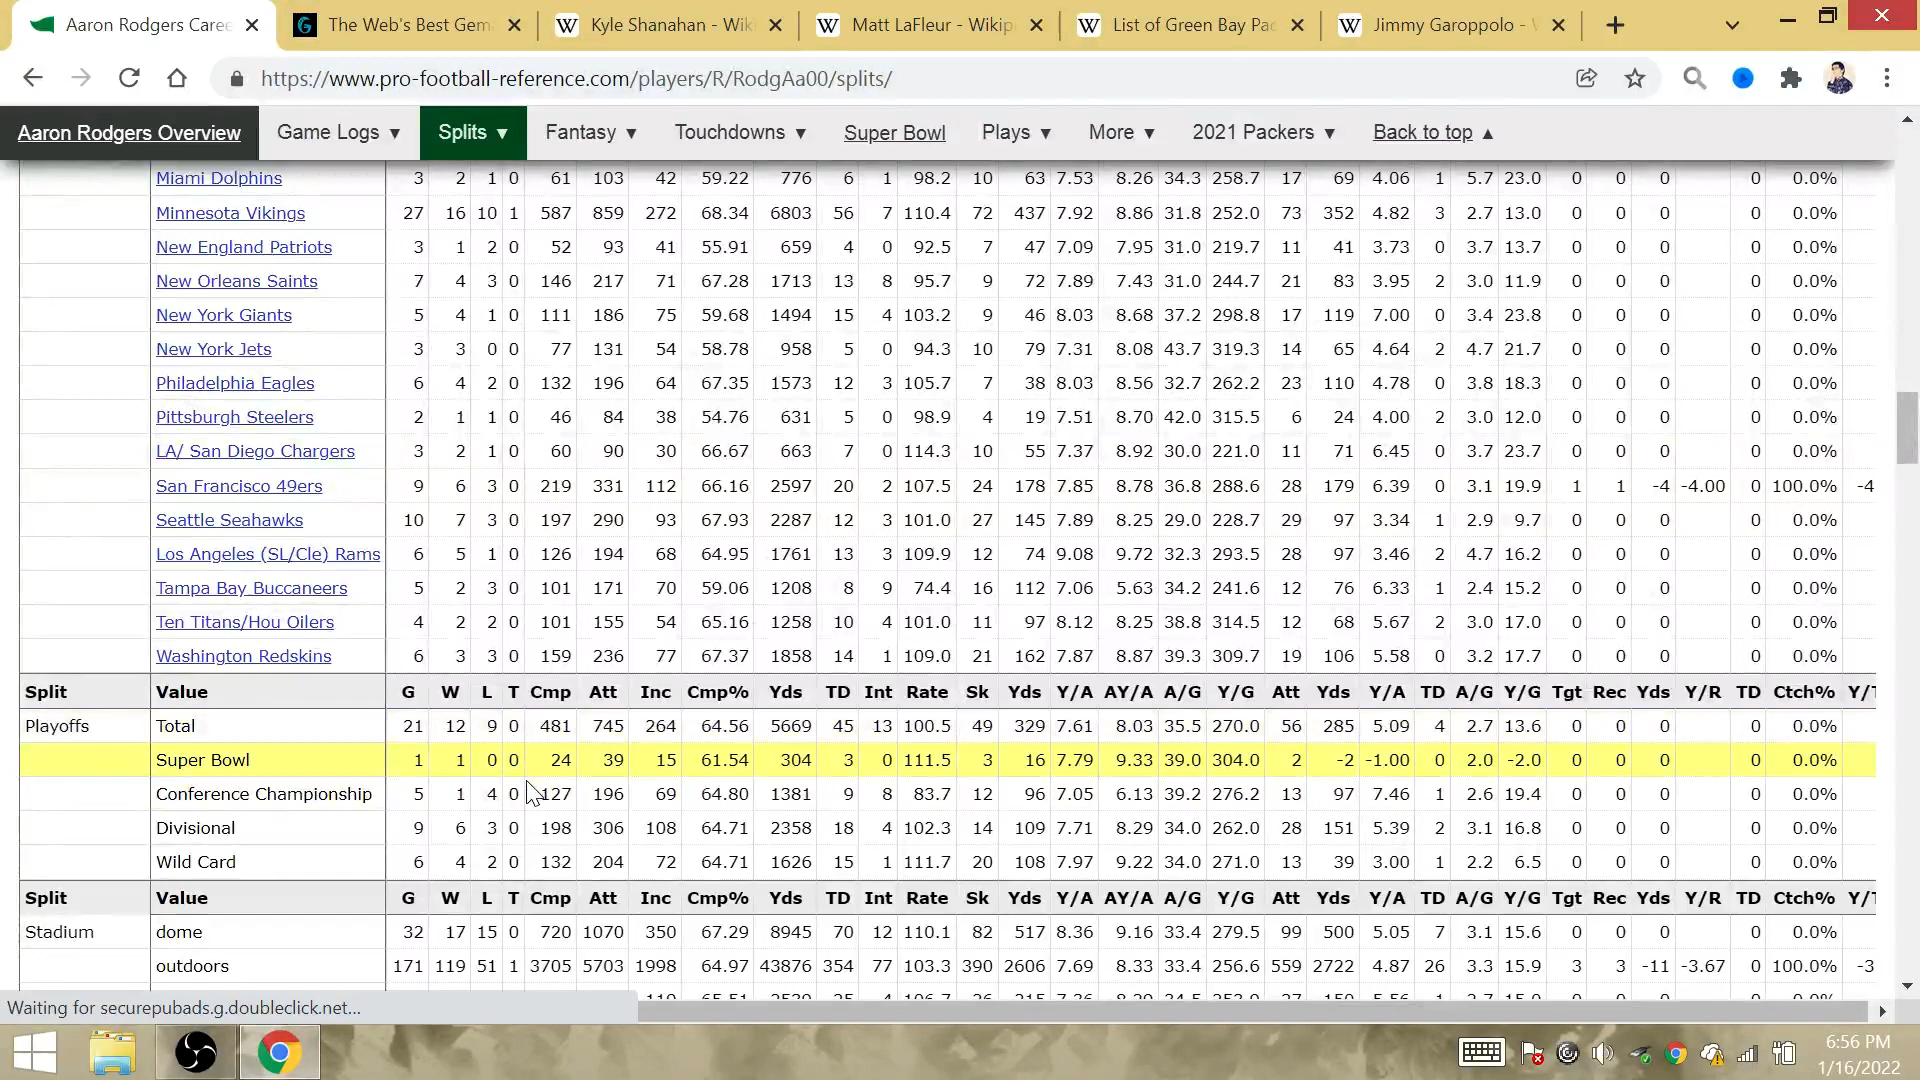 Aaron Rodgers Caree
The Web's Best Gem
Kyle Shanahan - Wiki
Matt LaFleur - Wikip
List of Green Bay Pac
Jimmy Garoppolo - W
https://www.pro-football-reference.com/players/R/RodgAa00/splits/
Aaron Rodgers Overview Game Logs ▼ Splits ▼ Fantasy ▼ Touchdowns ▼ Super Bowl Plays ▼ More ▼ 2021 Packers ▼ Back to top ▲
Miami Dolphins 3 2 1 0 61 103 42 59.22 776 6 1 98.2 10 63 7.53 8.26 34.3 258.7 17 69 4.06 1 5.7 23.0 0 0 0 0 0.0%
Minnesota Vikings 27 16 10 1 587 859 272 68.34 6803 56 7 110.4 72 437 7.92 8.86 31.8 252.0 73 352 4.82 3 2.7 13.0 0 0 0 0 0.0%
New England Patriots 3 1 2 0 52 93 41 55.91 659 4 0 92.5 7 47 7.09 7.95 31.0 219.7 11 41 3.73 0 3.7 13.7 0 0 0 0 0.0%
New Orleans Saints 7 4 3 0 146 217 71 67.28 1713 13 8 95.7 9 72 7.89 7.43 31.0 244.7 21 83 3.95 2 3.0 11.9 0 0 0 0 0.0%
New York Giants 5 4 1 0 111 186 75 59.68 1494 15 4 103.2 9 46 8.03 8.68 37.2 298.8 17 119 7.00 0 3.4 23.8 0 0 0 0 0.0%
New York Jets 3 3 0 0 77 131 54 58.78 958 5 0 94.3 10 79 7.31 8.08 43.7 319.3 14 65 4.64 2 4.7 21.7 0 0 0 0 0.0%
Philadelphia Eagles 6 4 2 0 132 196 64 67.35 1573 12 3 105.7 7 38 8.03 8.56 32.7 262.2 23 110 4.78 0 3.8 18.3 0 0 0 0 0.0%
Pittsburgh Steelers 2 1 1 0 46 84 38 54.76 631 5 0 98.9 4 19 7.51 8.70 42.0 315.5 6 24 4.00 2 3.0 12.0 0 0 0 0 0.0%
LA/ San Diego Chargers 3 2 1 0 60 90 30 66.67 663 7 0 114.3 10 55 7.37 8.92 30.0 221.0 11 71 6.45 0 3.7 23.7 0 0 0 0 0.0%
San Francisco 49ers 9 6 3 0 219 331 112 66.16 2597 20 2 107.5 24 178 7.85 8.78 36.8 288.6 28 179 6.39 0 3.1 19.9 1 1 -4 -4.00 0 100.0% -4
Seattle Seahawks 10 7 3 0 197 290 93 67.93 2287 12 3 101.0 27 145 7.89 8.25 29.0 228.7 29 97 3.34 1 2.9 9.7 0 0 0 0 0.0%
Los Angeles (SL/Cle) Rams 6 5 1 0 126 194 68 64.95 1761 13 3 109.9 12 74 9.08 9.72 32.3 293.5 28 97 3.46 2 4.7 16.2 0 0 0 0 0.0%
Tampa Bay Buccaneers 5 2 3 0 101 171 70 59.06 1208 8 9 74.4 16 112 7.06 5.63 34.2 241.6 12 76 6.33 1 2.4 15.2 0 0 0 0 0.0%
Ten Titans/Hou Oilers 4 2 2 0 101 155 54 65.16 1258 10 4 101.0 11 97 8.12 8.25 38.8 314.5 12 68 5.67 2 3.0 17.0 0 0 0 0 0.0%
Washington Redskins 6 3 3 0 159 236 77 67.37 1858 14 1 109.0 21 162 7.87 8.87 39.3 309.7 19 106 5.58 0 3.2 17.7 0 0 0 0 0.0%
Split Value G W L T Cmp Att Inc Cmp% Yds TD Int Rate Sk Yds Y/A AY/A A/G Y/G Att Yds Y/A TD A/G Y/G Tgt Rec Yds Y/R TD Ctch% Y/T
Playoffs Total 21 12 9 0 481 745 264 64.56 5669 45 13 100.5 49 329 7.61 8.03 35.5 270.0 56 285 5.09 4 2.7 13.6 0 0 0 0 0.0%
Super Bowl 1 1 0 0 24 39 15 61.54 304 3 0 111.5 3 16 7.79 9.33 39.0 304.0 2 -2 -1.00 0 2.0 -2.0 0 0 0 0 0.0%
Conference Championship 5 1 4 0 127 196 69 64.80 1381 9 8 83.7 12 96 7.05 6.13 39.2 276.2 13 97 7.46 1 2.6 19.4 0 0 0 0 0.0%
Divisional 9 6 3 0 198 306 108 64.71 2358 18 4 102.3 14 109 7.71 8.29 34.0 262.0 28 151 5.39 2 3.1 16.8 0 0 0 0 0.0%
Wild Card 6 4 2 0 132 204 72 64.71 1626 15 1 111.7 20 108 7.97 9.22 34.0 271.0 13 39 3.00 1 2.2 6.5 0 0 0 0 0.0%
Split Value G W L T Cmp Att Inc Cmp% Yds TD Int Rate Sk Yds Y/A AY/A A/G Y/G Att Yds Y/A TD A/G Y/G Tgt Rec Yds Y/R TD Ctch% Y/T
Stadium dome 32 17 15 0 720 1070 350 67.29 8945 70 12 110.1 82 517 8.36 9.16 33.4 279.5 99 500 5.05 7 3.1 15.6 0 0 0 0 0.0%
outdoors 171 119 51 1 3705 5703 1998 64.97 43876 354 77 103.3 390 2606 7.69 8.33 33.4 256.6 559 2722 4.87 26 3.3 15.9 3 3 -11 -3.67 0 100.0% -3
Waiting for securepubads.g.doubleclick.net...
6:56 PM
1/16/2022